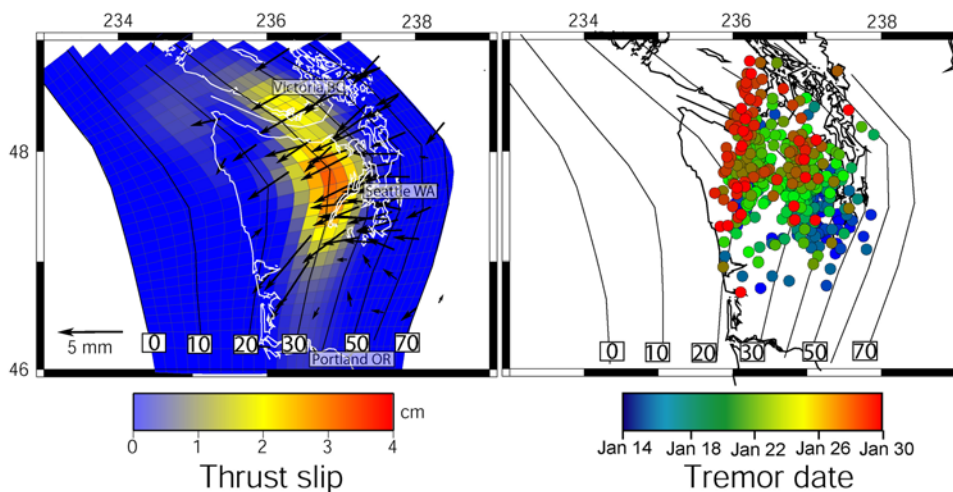 234 236 238
236 238
Victoria BC
48
48
Seattle WA
47
5 mm
0 10 20 30 50 70
0 10 20 30 50 70
Portland OR
46
cm
0 1 2 3 4
Jan 14 Jan 18 Jan 22 Jan 26 Jan 30
Thrust slip
Tremor date